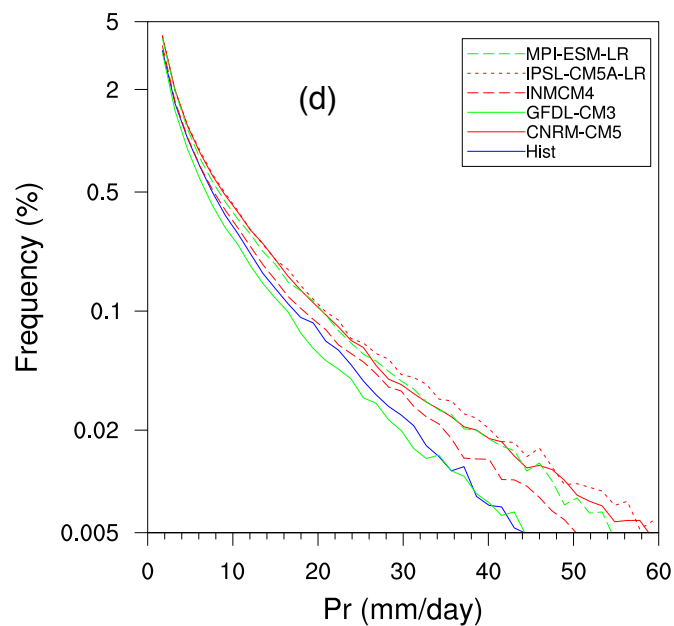 5
2
0.5
0.1
0.02
0.005
Frequency (%)
(d)
MPI-ESM-LR
IPSL-CM5A-LR
INMCM4
GFDL-CM3
CNRM-CM5
Hist
0 10 20 30 40 50 60
Pr (mm/day)